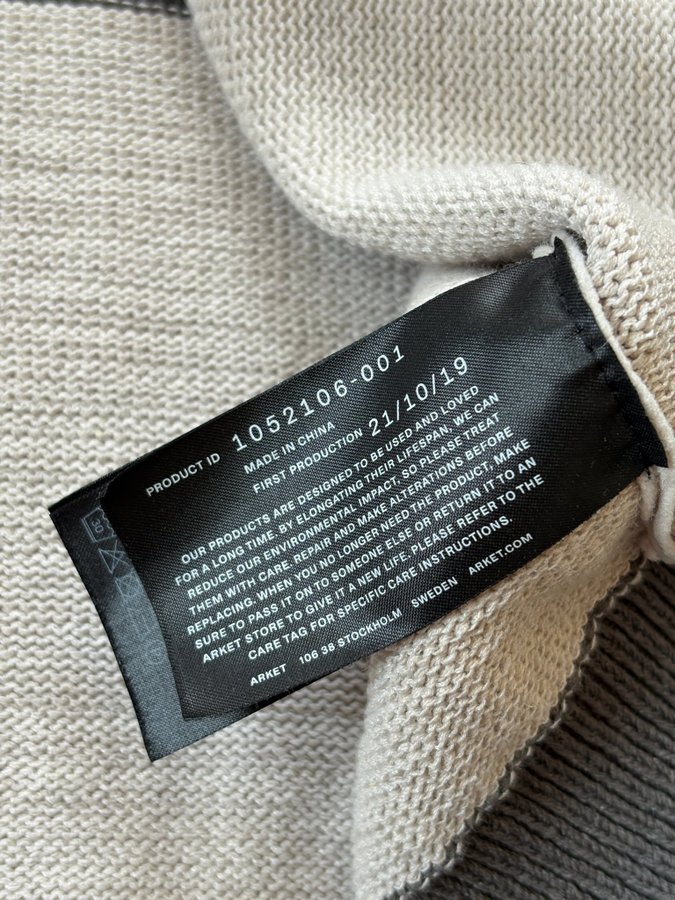 PRODUCT ID 1052106-001
MADE IN CHINA
FIRST PRODUCTION 21/10/19
OUR PRODUCTS ARE DESIGNED TO BE USED AND LOVED
FOR A LONG TIME. BY ELONGATING THEIR LIFESPAN, WE CAN
REDUCE OUR ENVIRONMENTAL IMPACT, SO PLEASE TREAT
THEM WITH CARE. REPAIR AND MAKE ALTERATIONS BEFORE
REPLACING. WHEN YOU NO LONGER NEED THE PRODUCT, MAKE
SURE TO PASS IT ON TO SOMEONE ELSE OR RETURN IT TO AN
ARKET STORE TO GIVE IT A NEW LIFE. PLEASE REFER TO THE
CARE TAG FOR SPECIFIC CARE INSTRUCTIONS.
ARKET 106 38 STOCKHOLM SWEDEN ARKET.COM
30